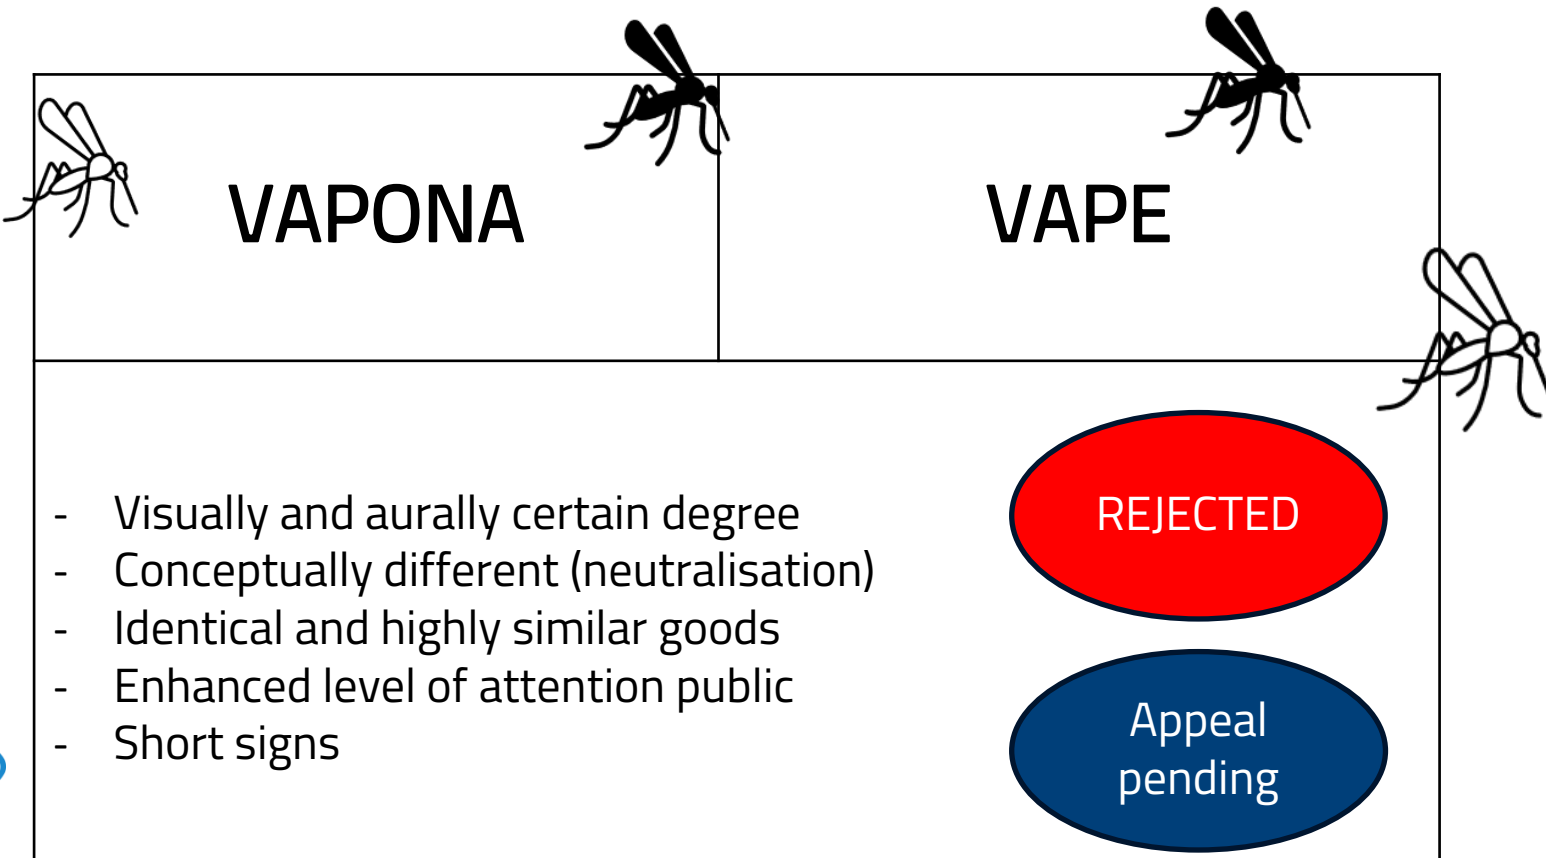 VAPONA
VAPE
- Visually and aurally certain degree
- Conceptually different (neutralisation)
- Identical and highly similar goods
- Enhanced level of attention public
- Short signs
REJECTED
Appeal
pending